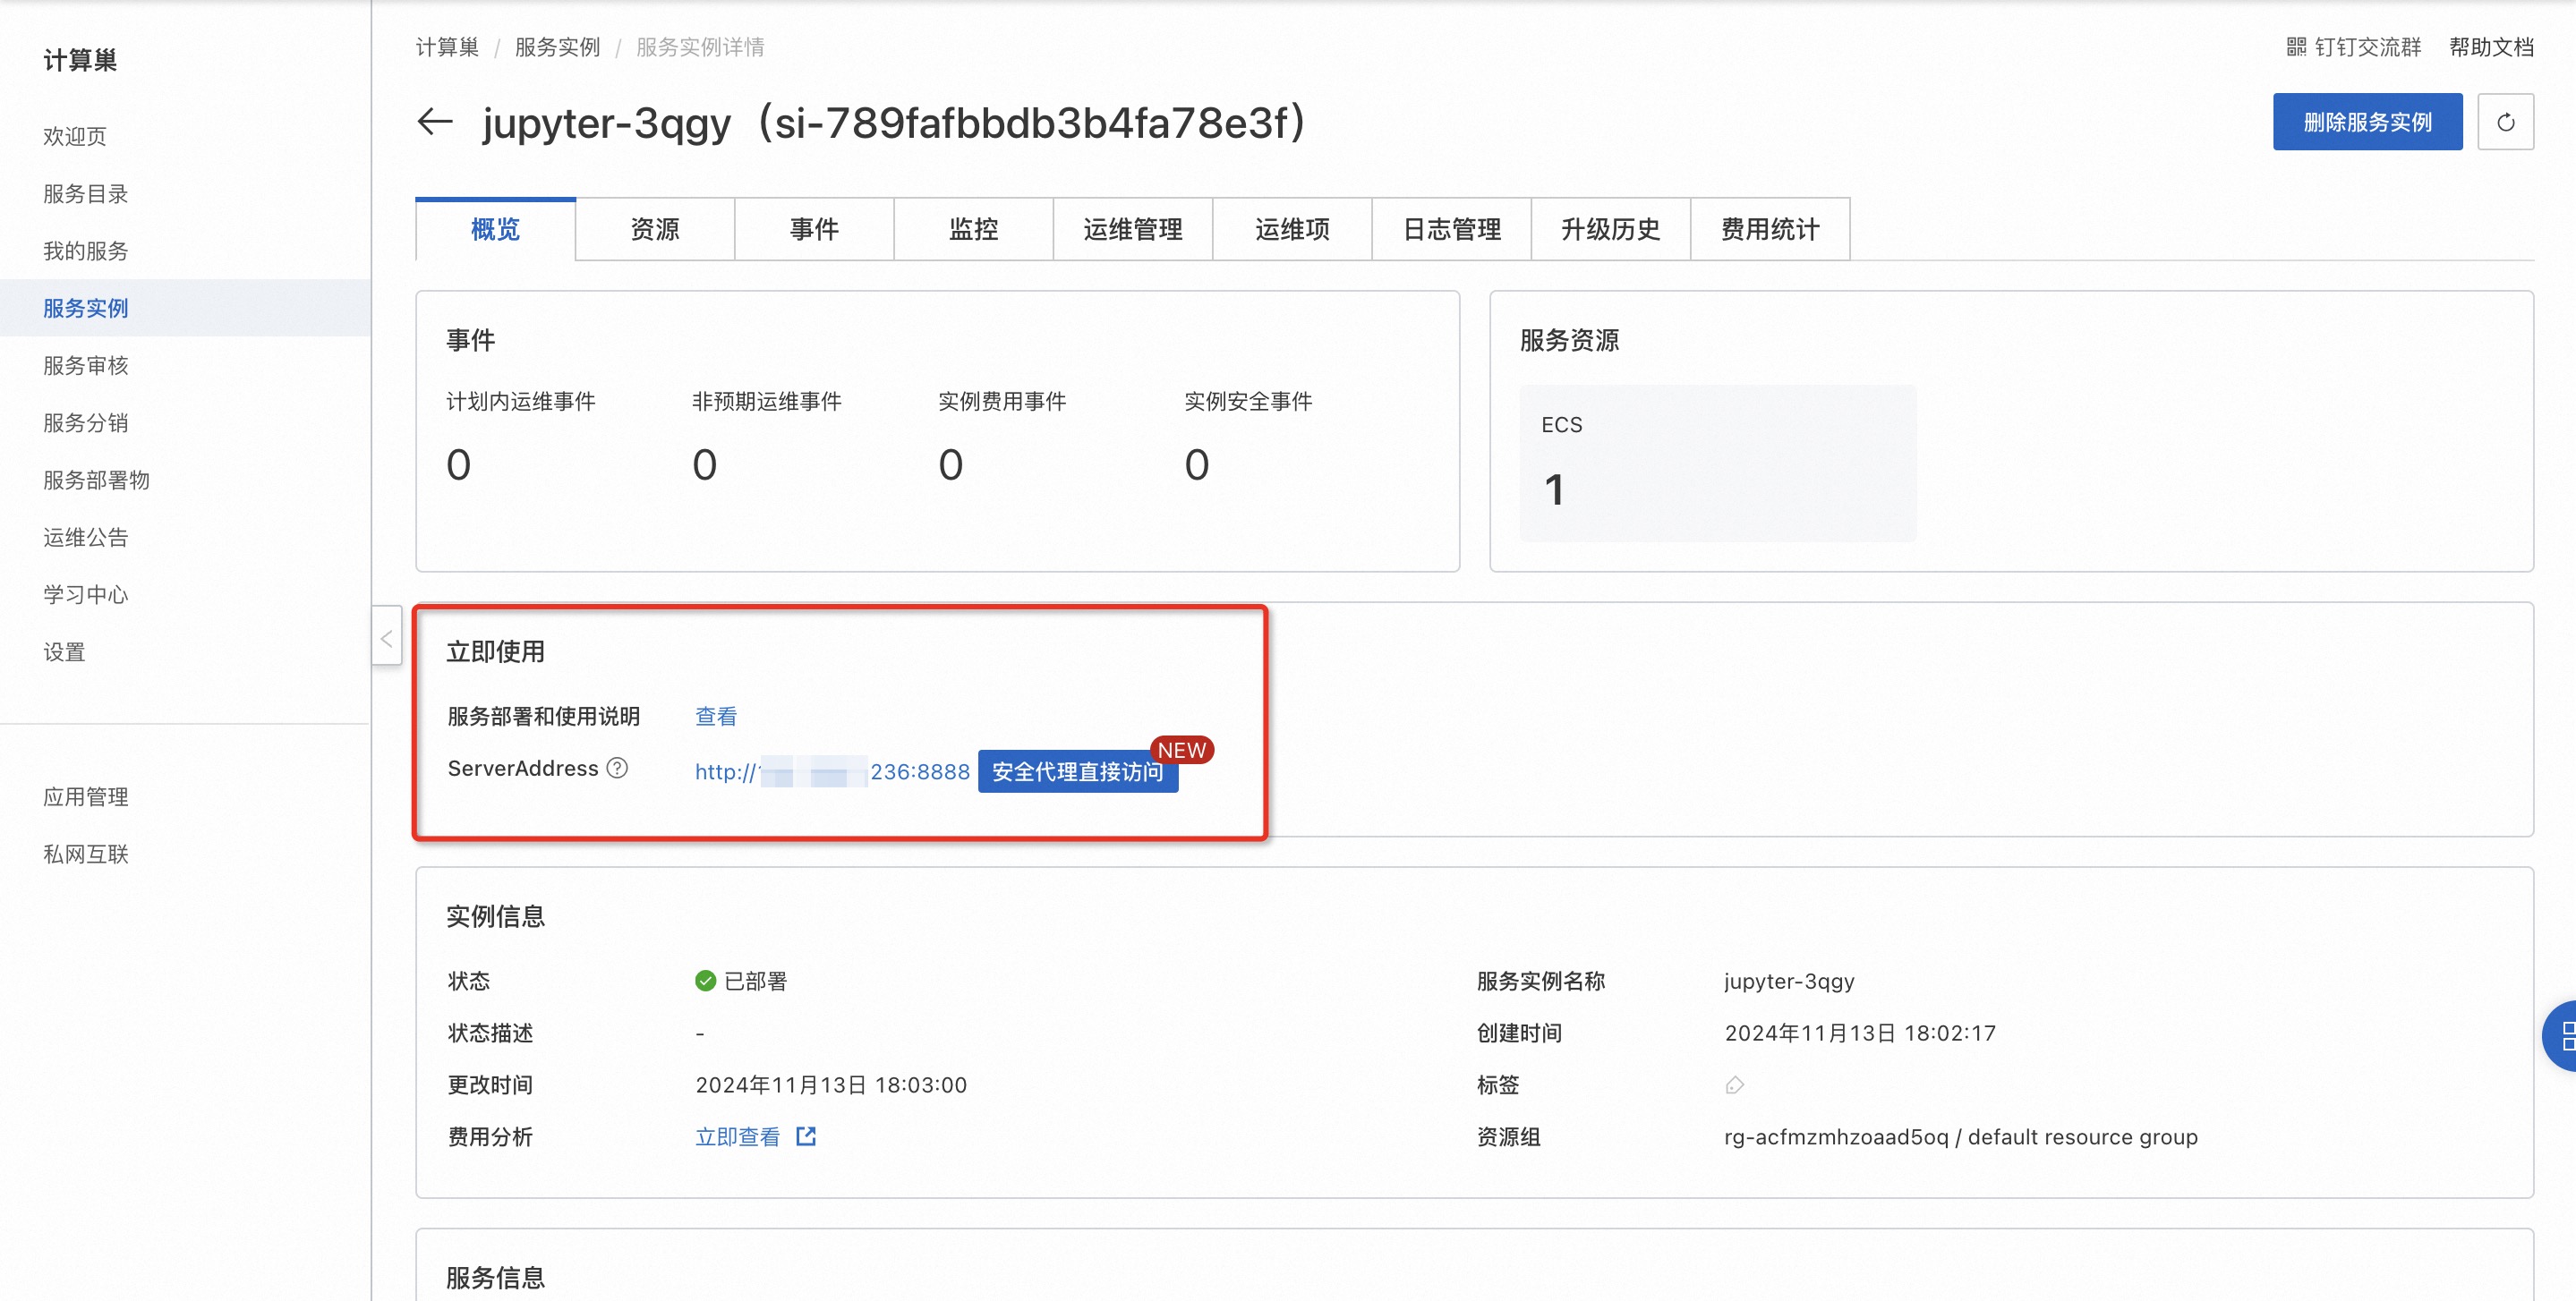 计算巢
欢迎页
服务目录
我的服务
服务实例
服务审核
服务分销
服务部署物
运维公告
学习中心
设置
应用管理
私网互联
计算巢 / 服务实例 / 服务实例详情
钉钉交流群 帮助文档
jupyter-3qgy（si-789fafbbdb3b4fa78e3f）
删除服务实例
概览 资源 事件 监控 运维管理 运维项 日志管理 升级历史 费用统计
事件
计划内运维事件 非预期运维事件 实例费用事件 实例安全事件
0 0 0 0
服务资源
ECS
1
立即使用
服务部署和使用说明 查看
NEW
ServerAddress ? http:// 236:8888 安全代理直接访问
实例信息
状态 已部署 服务实例名称 jupyter-3qgy
状态描述 - 创建时间 2024年11月13日 18:02:17
更改时间 2024年11月13日 18:03:00 标签
费用分析 立即查看 资源组 rg-acfmzmhzoaad5oq / default resource group
服务信息